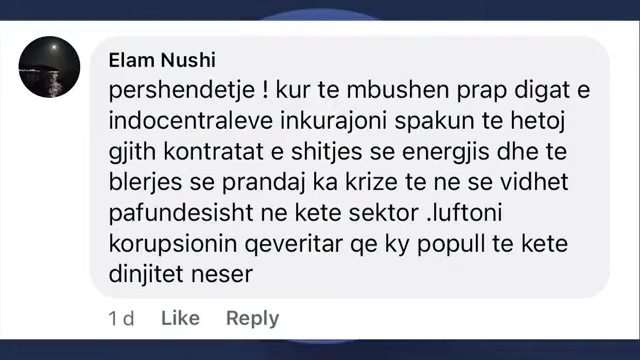 Elam Nushi
pershendetje ! kur te mbushen prap digat e
indocentraleve inkurajoni spakun te hetoj
gjith kontratat e shitjes se energjis dhe te
blerjes se prandaj ka krize te ne se vidhet
pafundesisht ne kete sektor .luftoni
korupsionin qeveritar qe ky popull te kete
dinjitet neser
1 d Like Reply